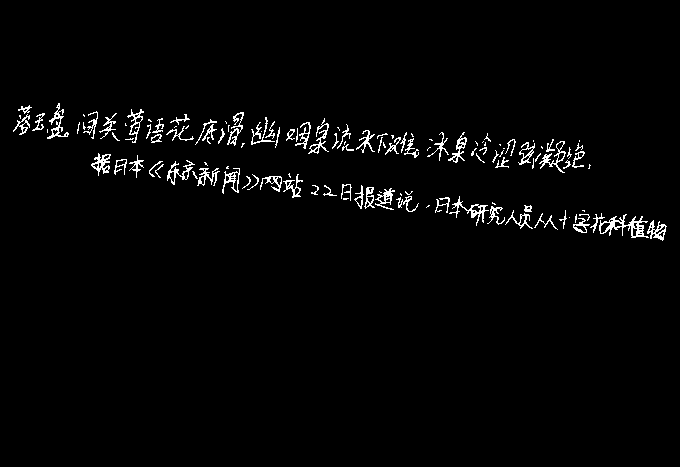 落玉盘。间关莺语花底滑,幽咽泉流水下滩。冰泉冷涩弦凝绝,
据日本《东京新闻》网站22日报道说,日本研究人员从十字花科植物